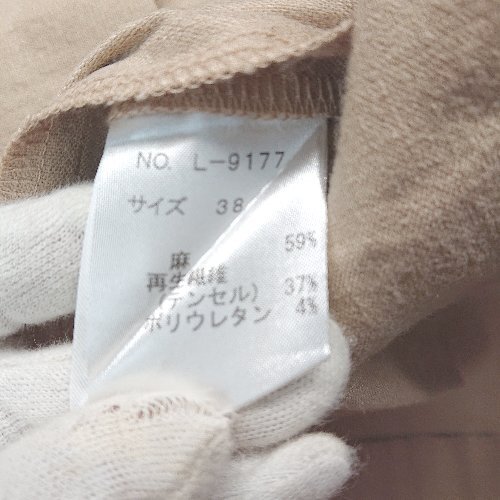 NO. L-9177
サイズ 38
麻 59%
再生繊維
(テンセル) 37%
ポリウレタン 4%